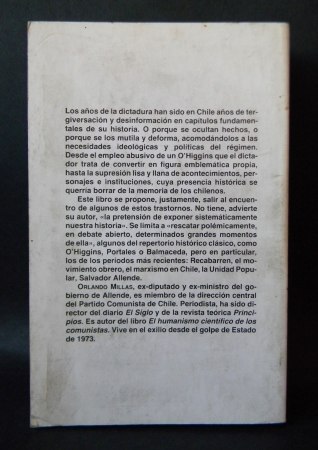 Los años de la dictadura han sido en Chile años de ter-
giversación y desinformación en capítulos fundamen-
tales de su historia. O porque se ocultan hechos, o
porque se los mutila y deforma, acomodándolos a las
necesidades ideológicas y políticas del régimen.
Desde el empleo abusivo de un O'Higgins que el dicta-
dor trata de convertir en figura emblemática propia,
hasta la supresión lisa y llana de acontecimientos, per-
sonajes e instituciones, cuya presencia histórica se
querría borrar de la memoria de los chilenos.
Este libro se propone, justamente, salir al encuentro
de algunos de estos trastornos. No tiene, advierte
su autor, «la pretensión de exponer sistemáticamente
nuestra historia». Se limita a «rescatar polémicamente,
en debate abierto, determinados grandes momentos
de ella», algunos del repertorio histórico clásico, como
O'Higgins, Portales o Balmaceda, pero en particular,
los de los períodos más recientes: Recabarren, el mo-
vimiento obrero, el marxismo en Chile, la Unidad Popu-
lar, Salvador Allende.
ORLANDO MILLAS, ex-diputado y ex-ministro del go-
bierno de Allende, es miembro de la dirección central
del Partido Comunista de Chile. Periodista, ha sido
director del diario El Siglo y de la revista teórica Princi-
pios. Es autor del libro El humanismo científico de los
comunistas. Vive en el exilio desde el golpe de Estado
de 1973.